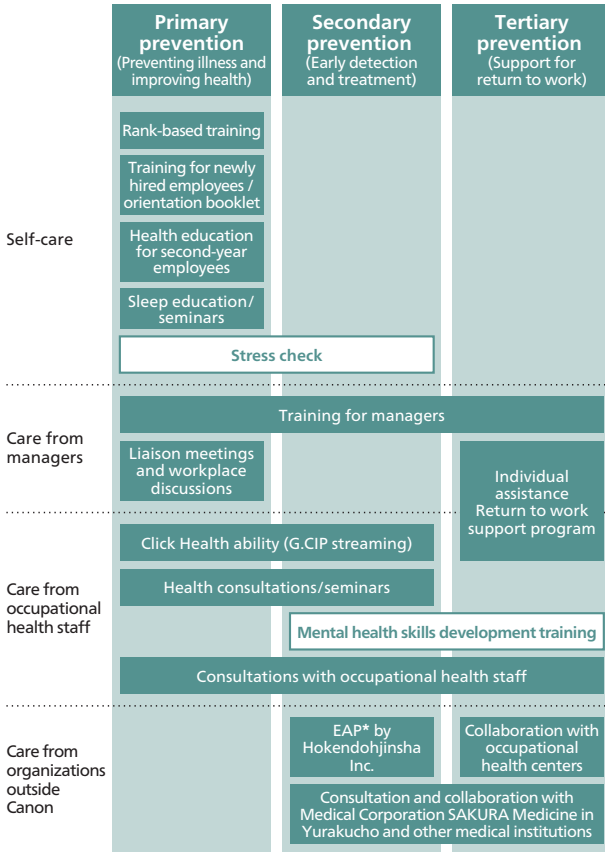 Primary
prevention
(Preventing illness and
improving health)
Secondary
prevention
(Early detection
and treatment)
Tertiary
prevention
(Support for
return to work)
Self-care
Rank-based training
Training for newly
hired employees /
orientation booklet
Health education
for second-year
employees
Sleep education/
seminars
Stress check
Care from
managers
Training for managers
Liaison meetings
and workplace
discussions
Individual
assistance
Return to work
support program
Care from
occupational
health staff
Click Health ability (G.CIP streaming)
Health consultations/seminars
Mental health skills development training
Consultations with occupational health staff
Care from
organizations
outside
Canon
EAP* by
Hokendohjinsha
Inc.
Collaboration with
occupational
health centers
Consultation and collaboration with
Medical Corporation SAKURA Medicine in
Yurakucho and other medical institutions